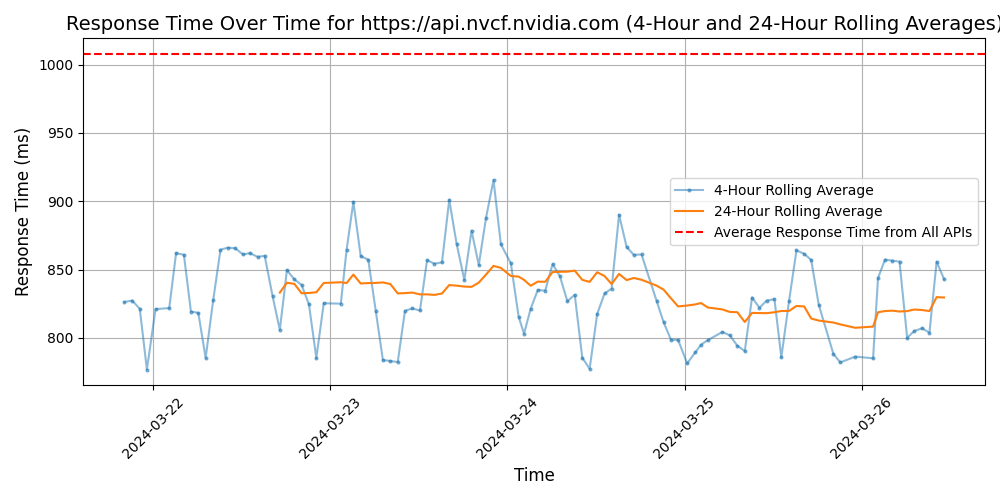 Response Time Over Time for https://api.nvcf.nvidia.com (4-Hour and 24-Hour Rolling Averages)
Response Time (ms)
1000
950
900
850
800
4-Hour Rolling Average
24-Hour Rolling Average
Average Response Time from All APIs
2024-03-22
2024-03-23
2024-03-24
2024-03-25
2024-03-26
Time